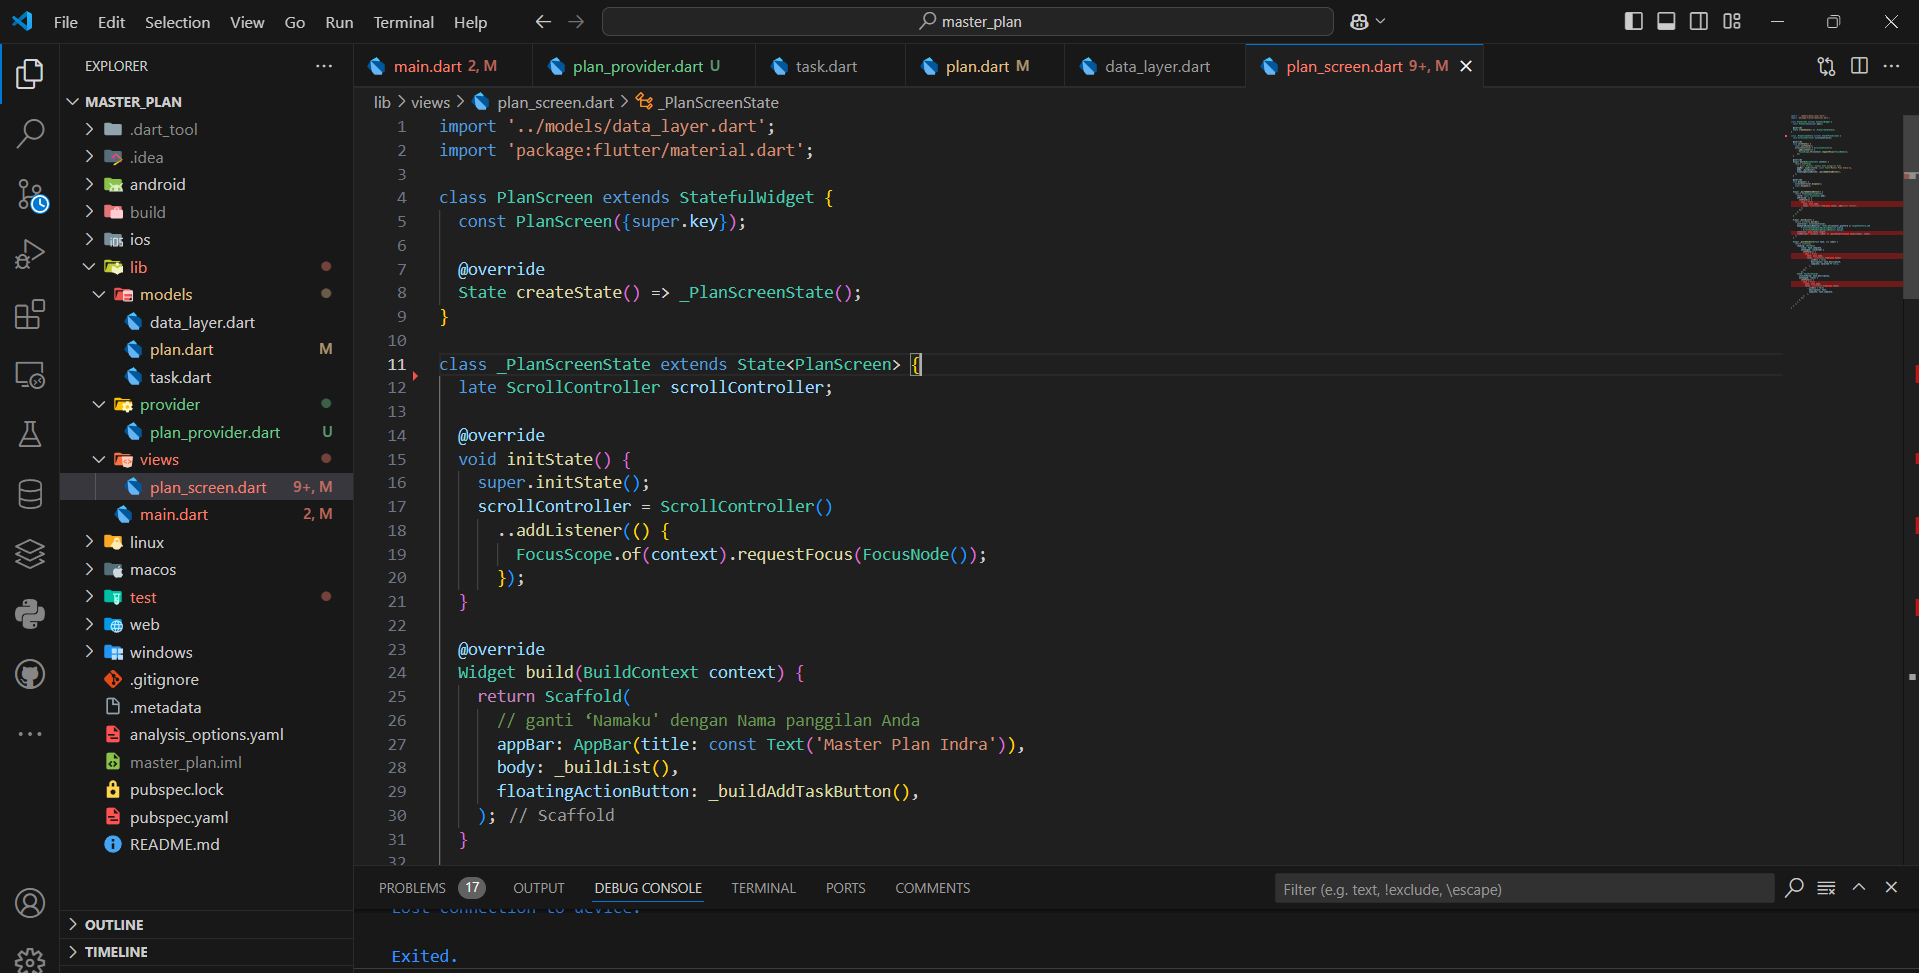 File Edit Selection View Go Run Terminal Help
master_plan
EXPLORER
MASTER_PLAN
.dart_tool
.idea
android
build
ios
lib
models
data_layer.dart
plan.dart M
task.dart
provider
plan_provider.dart U
views
plan_screen.dart 9+, M
main.dart 2, M
linux
macos
test
web
windows
.gitignore
.metadata
analysis_options.yaml
master_plan.iml
pubspec.lock
pubspec.yaml
README.md
OUTLINE
TIMELINE
main.dart 2, M
plan_provider.dart U
task.dart
plan.dart M
data_layer.dart
plan_screen.dart 9+, M
lib > views > plan_screen.dart > _PlanScreenState
1 import '../models/data_layer.dart';
2 import 'package:flutter/material.dart';
3
4 class PlanScreen extends StatefulWidget {
5 const PlanScreen({super.key});
6
7 @override
8 State createState() => _PlanScreenState();
9 }
10
11 class _PlanScreenState extends State<PlanScreen> {
12 late ScrollController scrollController;
13
14 @override
15 void initState() {
16 super.initState();
17 scrollController = ScrollController()
18 ..addListener(() {
19 FocusScope.of(context).requestFocus(FocusNode());
20 });
21 }
22
23 @override
24 Widget build(BuildContext context) {
25 return Scaffold(
26 // ganti ‘Namaku' dengan Nama panggilan Anda
27 appBar: AppBar(title: const Text('Master Plan Indra')),
28 body: _buildList(),
29 floatingActionButton: _buildAddTaskButton(),
30 ); // Scaffold
31 }
32
PROBLEMS 17 OUTPUT DEBUG CONSOLE TERMINAL PORTS COMMENTS
Filter (e.g. text, !exclude, \escape)
Lost connection to device.
Exited.